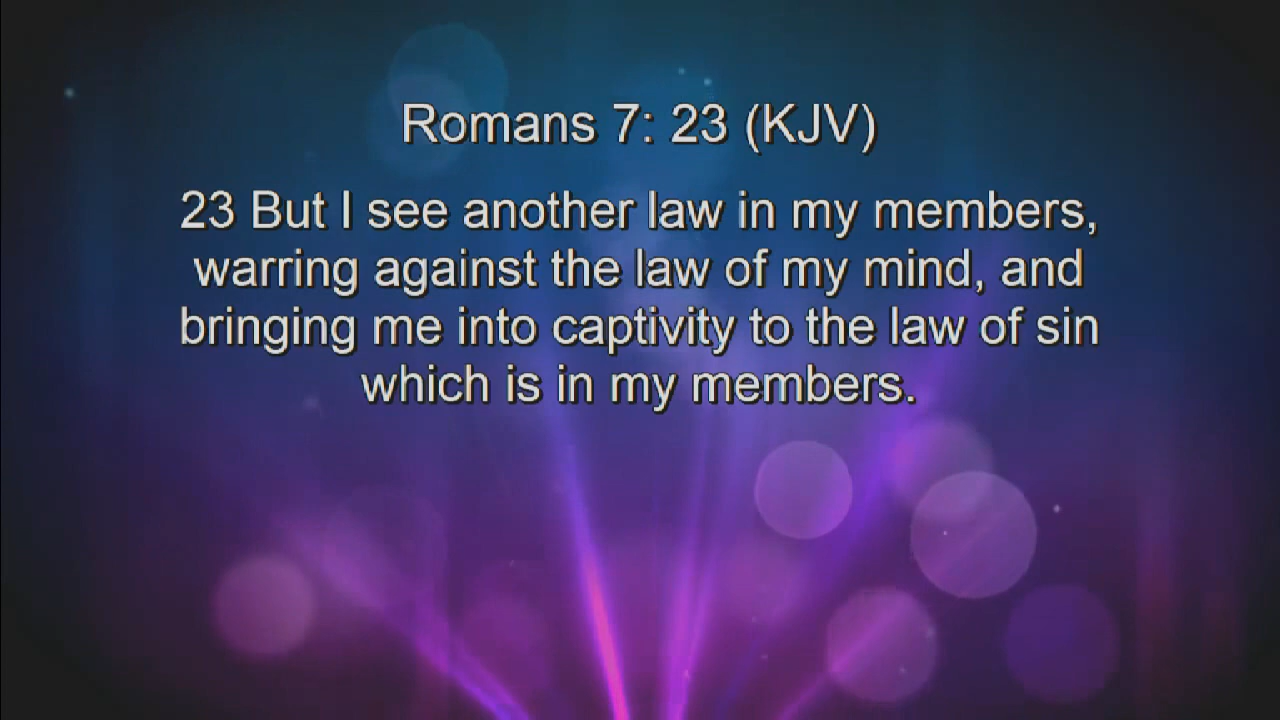 Romans 7: 23 (KJV)
23 But I see another law in my members,
warring against the law of my mind, and
bringing me into captivity to the law of sin
which is in my members.